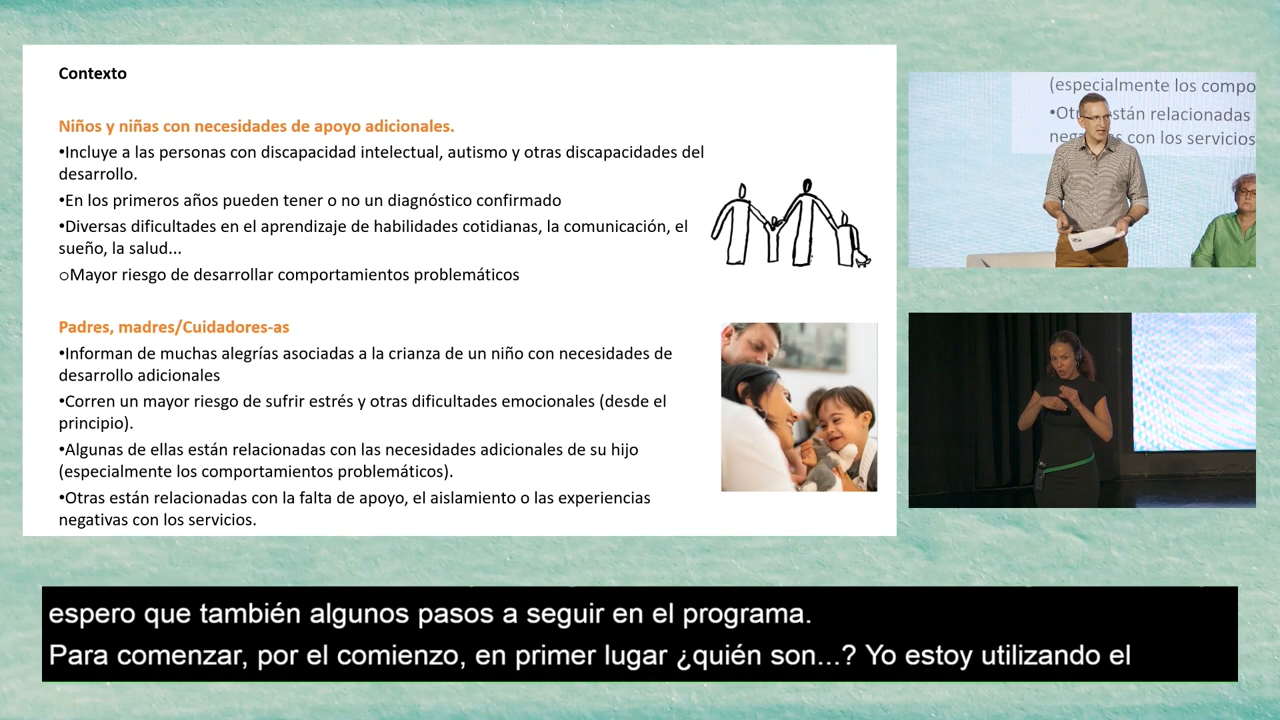 Contexto
Niños y niñas con necesidades de apoyo adicionales.
•Incluye a las personas con discapacidad intelectual, autismo y otras discapacidades del
desarrollo.
•En los primeros años pueden tener o no un diagnóstico confirmado
•Diversas dificultades en el aprendizaje de habilidades cotidianas, la comunicación, el
sueño, la salud...
oMayor riesgo de desarrollar comportamientos problemáticos
Padres, madres/Cuidadores-as
•Informan de muchas alegrías asociadas a la crianza de un niño con necesidades de
desarrollo adicionales
•Corren un mayor riesgo de sufrir estrés y otras dificultades emocionales (desde el
principio).
•Algunas de ellas están relacionadas con las necesidades adicionales de su hijo
(especialmente los comportamientos problemáticos).
•Otras están relacionadas con la falta de apoyo, el aislamiento o las experiencias
negativas con los servicios.
(especialmente los compo
están relacionadas
con los servicios
espero que también algunos pasos a seguir en el programa.
Para comenzar, por el comienzo, en primer lugar ¿quién son...? Yo estoy utilizando el